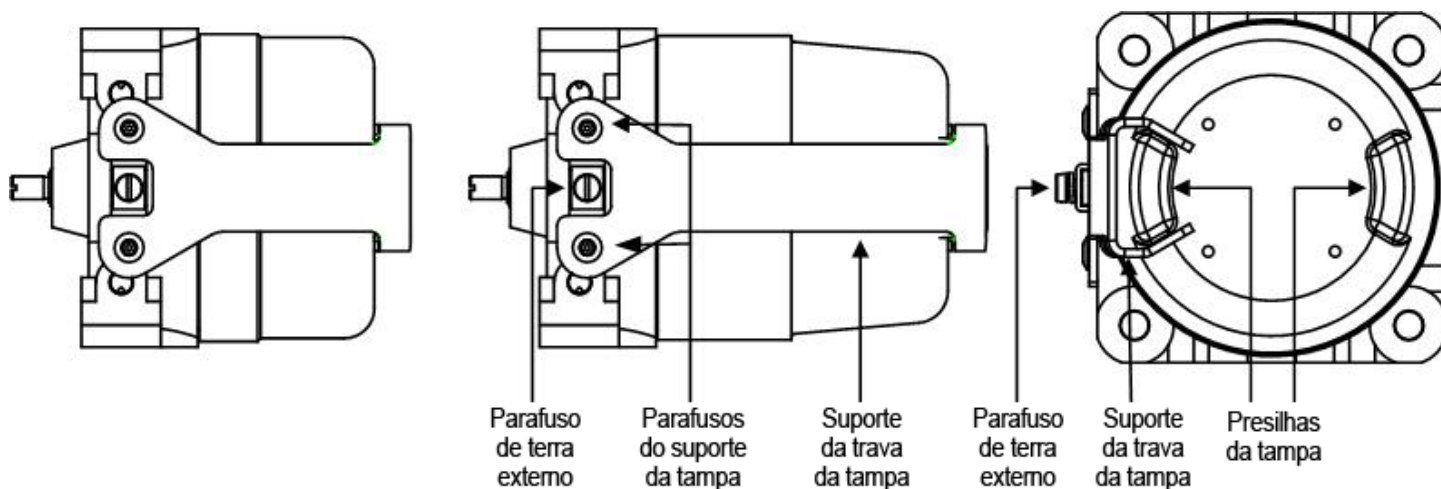 Parafuso
de terra
externo
Parafusos
do suporte
da tampa
Suporte
da trava
da tampa
Parafuso
de terra
externo
Suporte
da trava
da tampa
Presilhas
da tampa